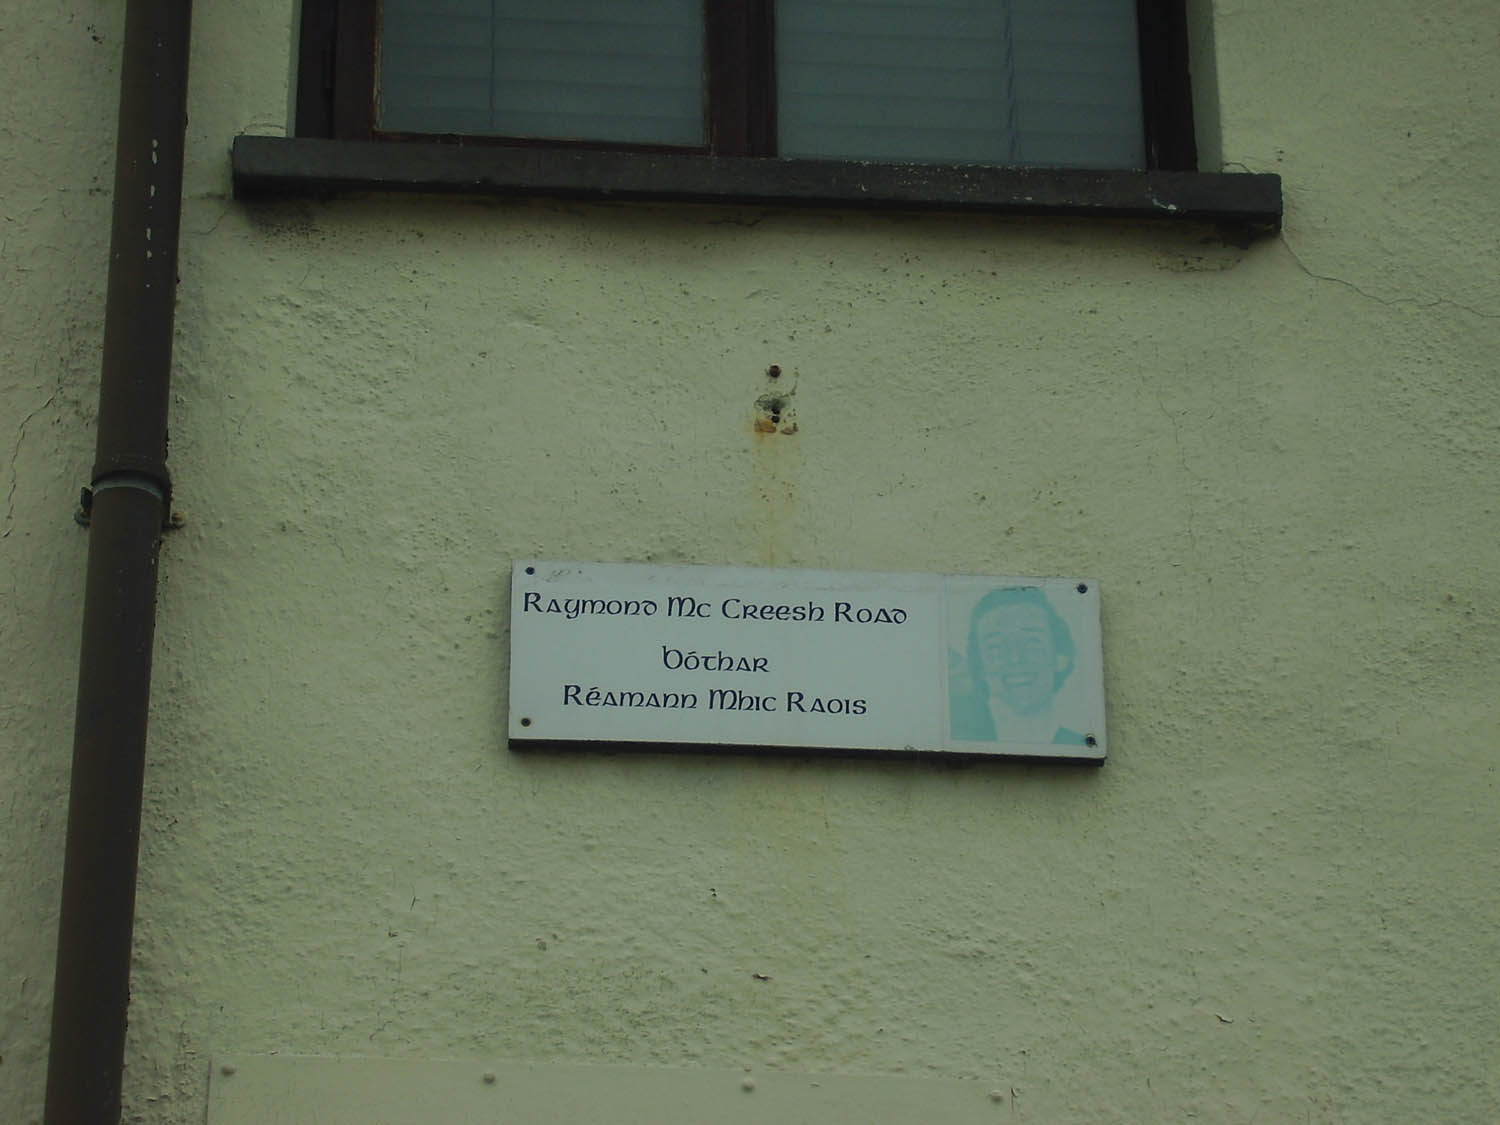 Raymond Mc Creesh Road
Bóthar
Réamann Mhic Raois